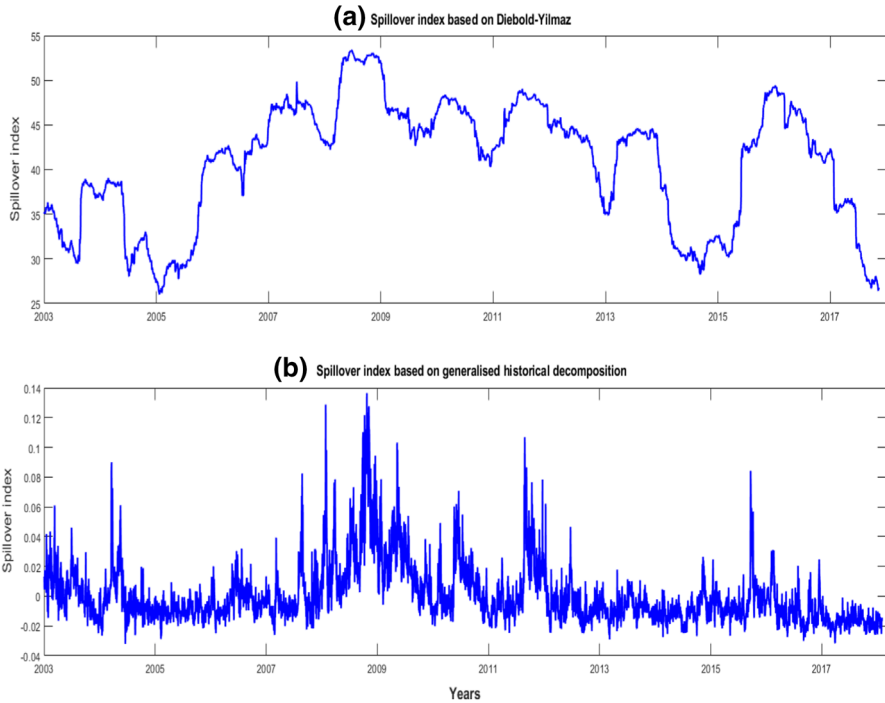 (a) Spillover index based on Diebold-Yilmaz
55
50
45
40
35
30
25
Spillover index
2003 2005 2007 2009 2011 2013 2015 2017
(b) Spillover index based on generalised historical decomposition
0.14
0.12
0.1
0.08
0.06
0.04
0.02
0
-0.02
-0.04
Spillover index
2003 2005 2007 2009 2011 2013 2015 2017
Years